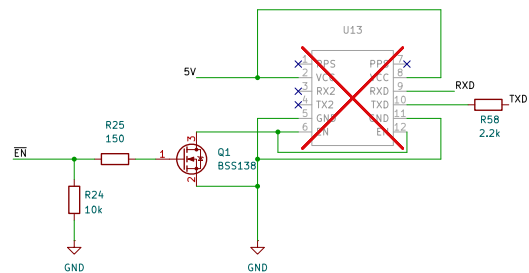 U13
1 PPS PPS 7
5V 2 VCC VCC 8
3 RX2 RXD 9 RXD
4 TX2 TXD 10 TXD
5 GND GND 11
6 EN EN 12
R58
2.2k
R25
150
EN 1 3 2
Q1
BSS138
R24
10k
GND GND